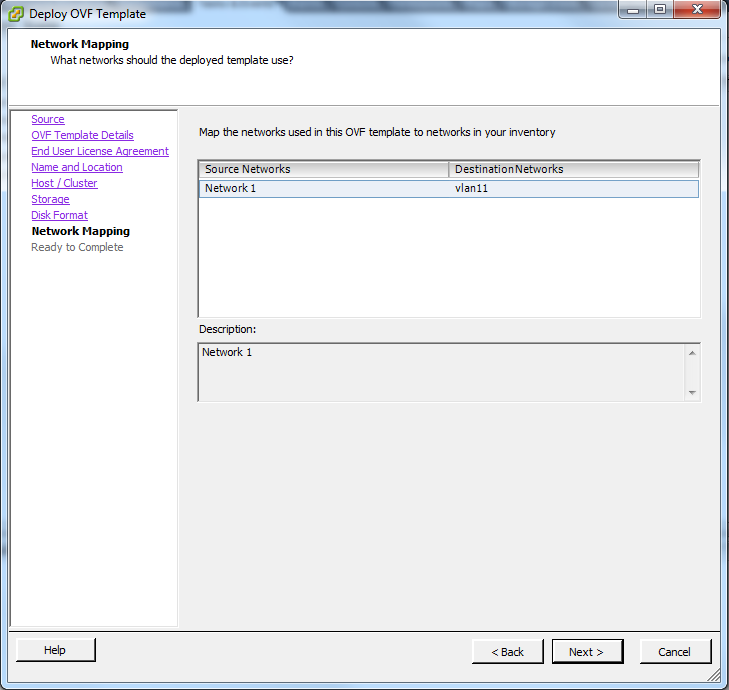 Deploy OVF Template
Network Mapping
What networks should the deployed template use?
Source
OVF Template Details
End User License Agreement
Name and Location
Host / Cluster
Storage
Disk Format
Network Mapping
Ready to Complete
Map the networks used in this OVF template to networks in your inventory
Source Networks DestinationNetworks
Network 1 vlan11
Description:
Network 1
Help < Back Next > Cancel